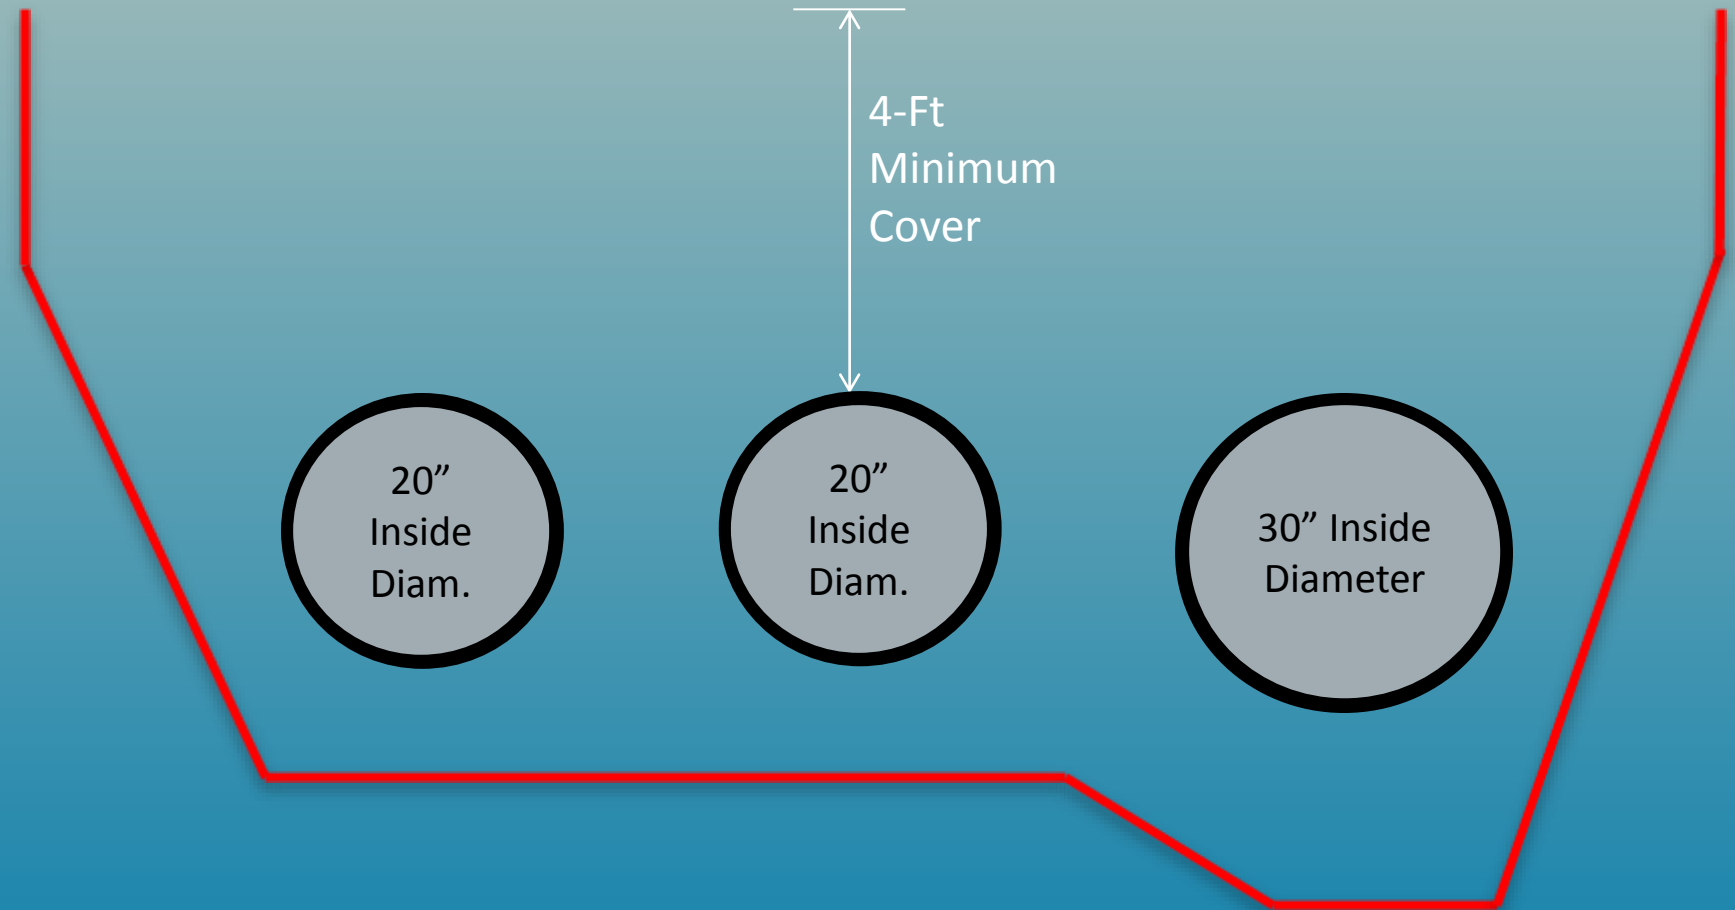 4-Ft
Minimum
Cover
20”
Inside
Diam.
20”
Inside
Diam.
30” Inside
Diameter